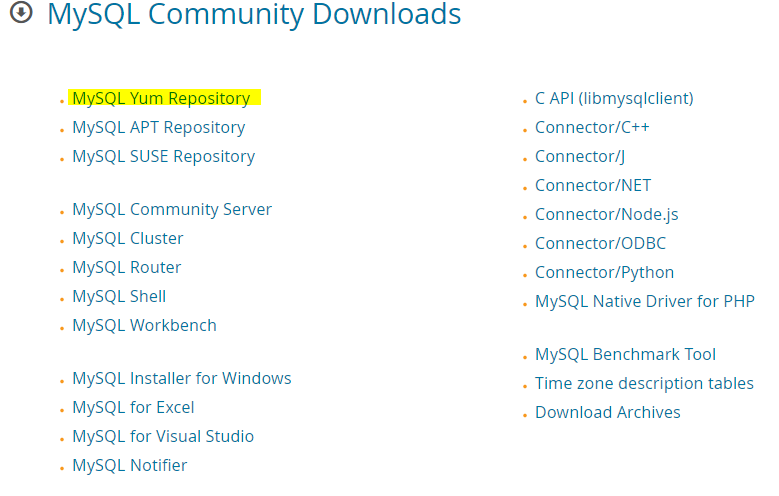 MySQL Community Downloads
MySQL Yum Repository
MySQL APT Repository
MySQL SUSE Repository
MySQL Community Server
MySQL Cluster
MySQL Router
MySQL Shell
MySQL Workbench
MySQL Installer for Windows
MySQL for Excel
MySQL for Visual Studio
MySQL Notifier
C API (libmysqlclient)
Connector/C++
Connector/J
Connector/NET
Connector/Node.js
Connector/ODBC
Connector/Python
MySQL Native Driver for PHP
MySQL Benchmark Tool
Time zone description tables
Download Archives